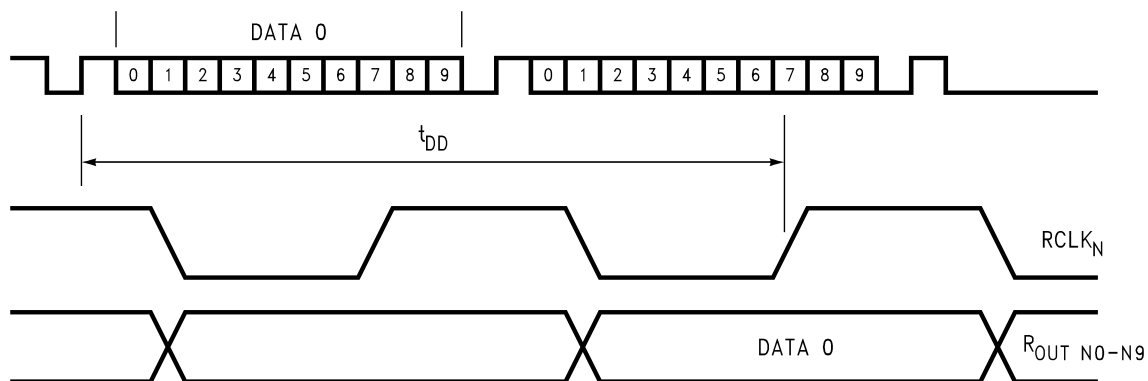 DATA 0
0 1 2 3 4 5 6 7 8 9 0 1 2 3 4 5 6 7 8 9
tDD
RCLKN
DATA 0
ROUT N0-N9